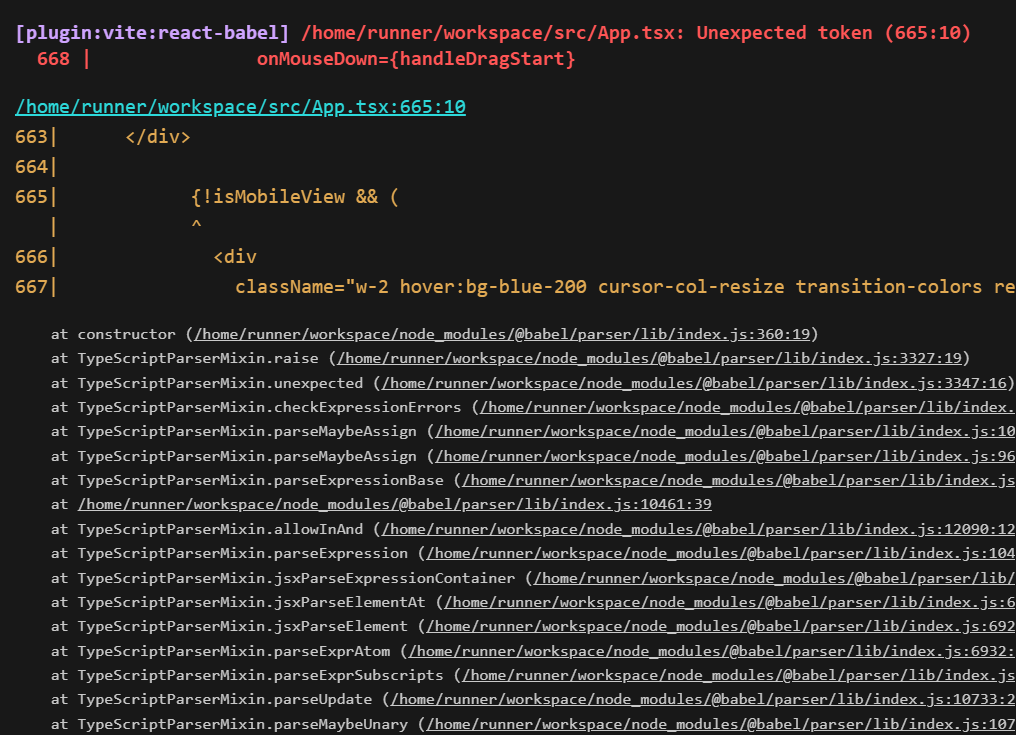 [plugin:vite:react-babel] /home/runner/workspace/src/App.tsx: Unexpected token (665:10)
668 | onMouseDown={handleDragStart}
/home/runner/workspace/src/App.tsx:665:10
663| </div>
664|
665| {!isMobileView && (
| ^
666| <div
667| className="w-2 hover:bg-blue-200 cursor-col-resize transition-colors re
at constructor (/home/runner/workspace/node_modules/@babel/parser/lib/index.js:360:19)
at TypeScriptParserMixin.raise (/home/runner/workspace/node_modules/@babel/parser/lib/index.js:3327:19)
at TypeScriptParserMixin.unexpected (/home/runner/workspace/node_modules/@babel/parser/lib/index.js:3347:16)
at TypeScriptParserMixin.checkExpressionErrors (/home/runner/workspace/node_modules/@babel/parser/lib/index.
at TypeScriptParserMixin.parseMaybeAssign (/home/runner/workspace/node_modules/@babel/parser/lib/index.js:10
at TypeScriptParserMixin.parseMaybeAssign (/home/runner/workspace/node_modules/@babel/parser/lib/index.js:96
at TypeScriptParserMixin.parseExpressionBase (/home/runner/workspace/node_modules/@babel/parser/lib/index.js
at /home/runner/workspace/node_modules/@babel/parser/lib/index.js:10461:39
at TypeScriptParserMixin.allowInAnd (/home/runner/workspace/node_modules/@babel/parser/lib/index.js:12090:12
at TypeScriptParserMixin.parseExpression (/home/runner/workspace/node_modules/@babel/parser/lib/index.js:104
at TypeScriptParserMixin.jsxParseExpressionContainer (/home/runner/workspace/node_modules/@babel/parser/lib/
at TypeScriptParserMixin.jsxParseElementAt (/home/runner/workspace/node_modules/@babel/parser/lib/index.js:6
at TypeScriptParserMixin.jsxParseElement (/home/runner/workspace/node_modules/@babel/parser/lib/index.js:692
at TypeScriptParserMixin.parseExprAtom (/home/runner/workspace/node_modules/@babel/parser/lib/index.js:6932:
at TypeScriptParserMixin.parseExprSubscripts (/home/runner/workspace/node_modules/@babel/parser/lib/index.js
at TypeScriptParserMixin.parseUpdate (/home/runner/workspace/node_modules/@babel/parser/lib/index.js:10733:2
at TypeScriptParserMixin.parseMaybeUnary (/home/runner/workspace/node_modules/@babel/parser/lib/index.js:107